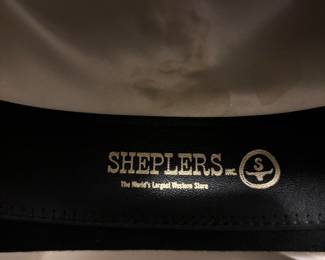 SHEPLERS INC. S
The World's Largest Western Store